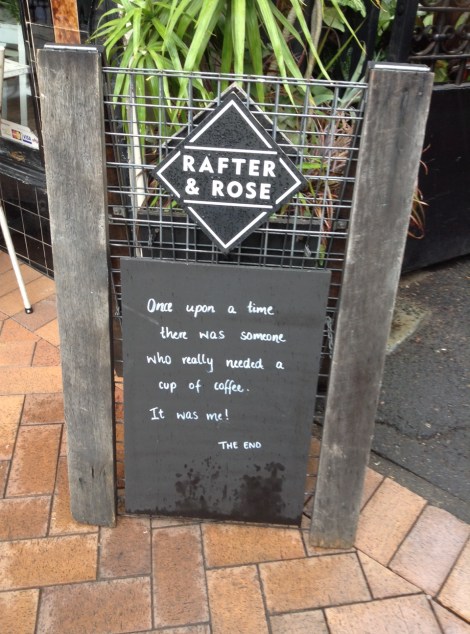 RAFTER
& ROSE
Once upon a time
there was someone
who really needed a
cup of coffee.
It was me!
THE END